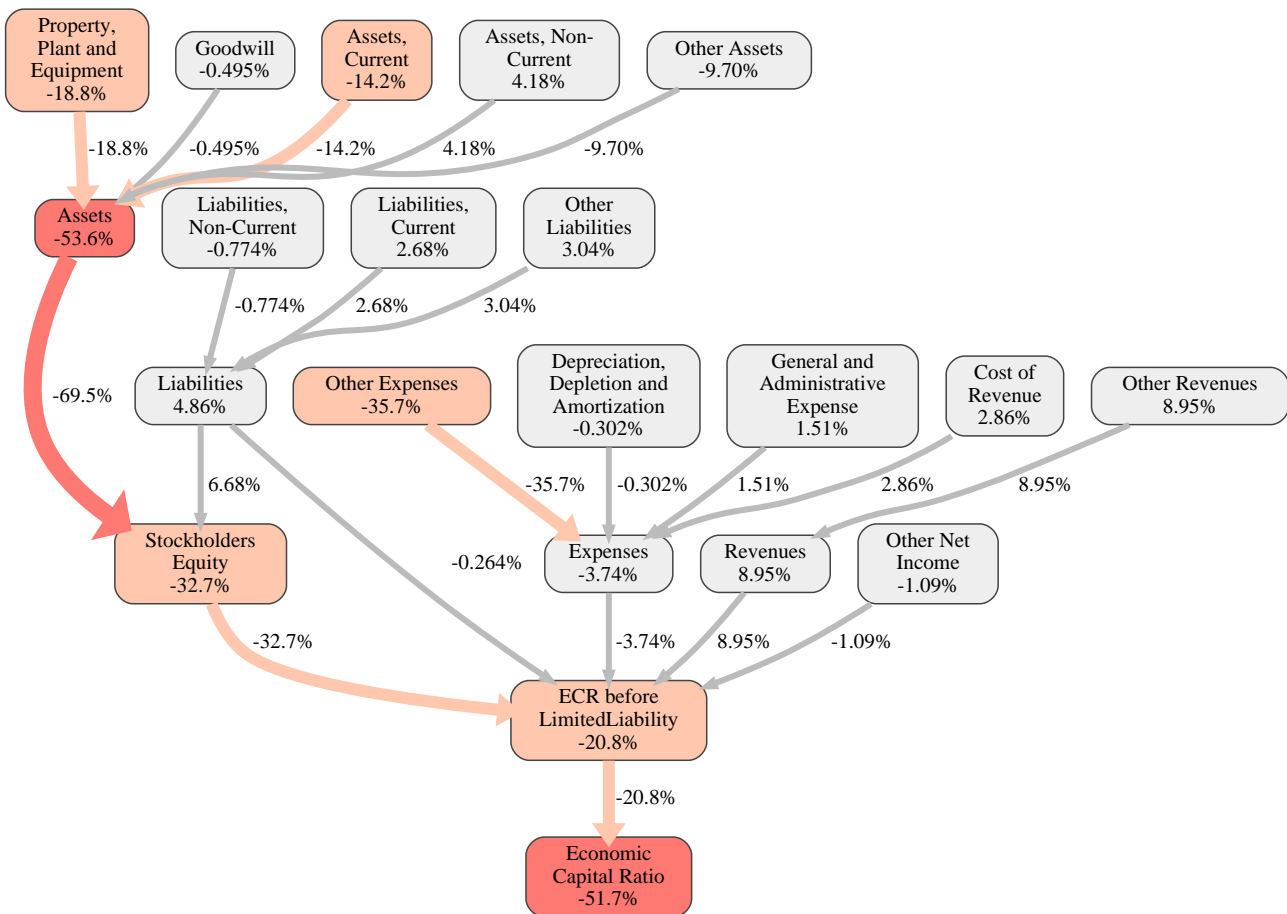 Property,
Plant and
Equipment
-18.8%
Goodwill
-0.495%
Assets,
Current
-14.2%
Assets, Non-
Current
4.18%
Other Assets
-9.70%
-18.8%
-0.495%
-14.2%
4.18%
-9.70%
Assets
-53.6%
Liabilities,
Non-Current
-0.774%
Liabilities,
Current
2.68%
Other
Liabilities
3.04%
-0.774%
2.68%
3.04%
-69.5%
Liabilities
4.86%
Other Expenses
-35.7%
Depreciation,
Depletion and
Amortization
-0.302%
General and
Administrative
Expense
1.51%
Cost of
Revenue
2.86%
Other Revenues
8.95%
6.68%
-35.7%
-0.302%
1.51%
2.86%
8.95%
Stockholders
Equity
-32.7%
-0.264%
Expenses
-3.74%
Revenues
8.95%
Other Net
Income
-1.09%
-32.7%
-3.74%
8.95%
-1.09%
ECR before
LimitedLiability
-20.8%
-20.8%
Economic
Capital Ratio
-51.7%